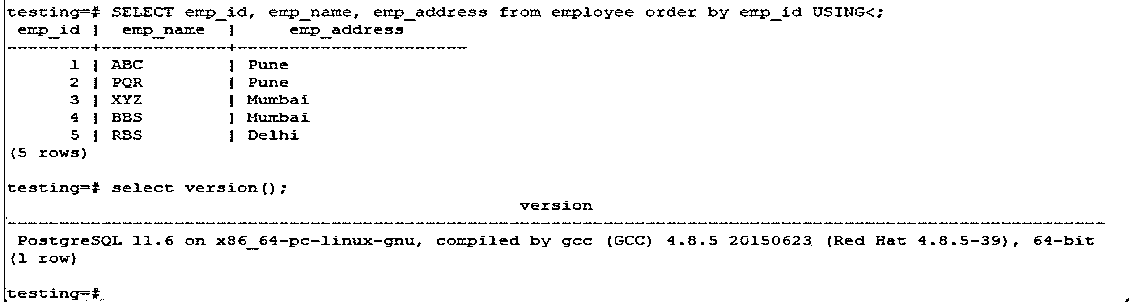 testing=# SELECT emp_id, emp_name, emp_address from employee order by emp_id USING<;
emp_id | emp_name | emp_address
---------+---------------+-------------------------
1 | ABC | Pune
2 | PQR | Pune
3 | XYZ | Mumbai
4 | BBS | Mumbai
5 | RBS | Delhi
(5 rows)
testing=# select version();
version
---------------------------------------------------------------------------------------------------------
PostgreSQL 11.6 on x86_64-pc-linux-gnu, compiled by gcc (GCC) 4.8.5 20150623 (Red Hat 4.8.5-39), 64-bit
(1 row)
testing=#